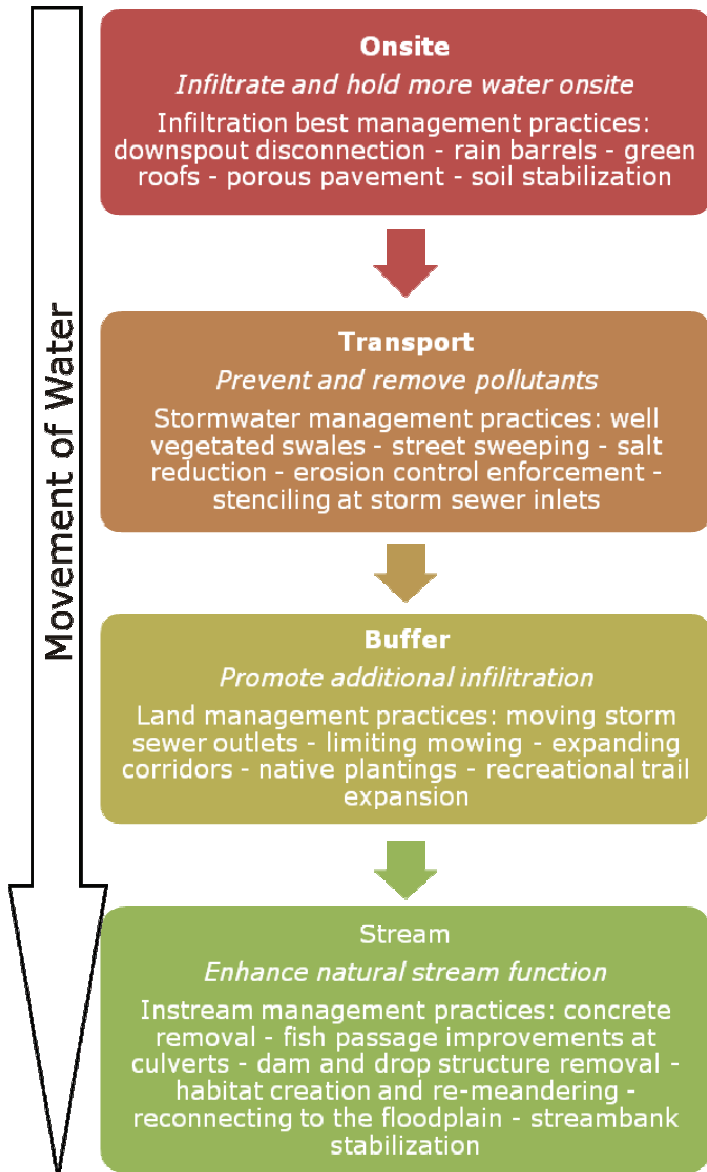 Movement of Water
Onsite
Infiltrate and hold more water onsite
Infiltration best management practices:
downspout disconnection - rain barrels - green
roofs - porous pavement - soil stabilization
Transport
Prevent and remove pollutants
Stormwater management practices: well
vegetated swales - street sweeping - salt
reduction - erosion control enforcement -
stenciling at storm sewer inlets
Buffer
Promote additional infilitration
Land management practices: moving storm
sewer outlets - limiting mowing - expanding
corridors - native plantings - recreational trail
expansion
Stream
Enhance natural stream function
Instream management practices: concrete
removal - fish passage improvements at
culverts - dam and drop structure removal -
habitat creation and re-meandering -
reconnecting to the floodplain - streambank
stabilization